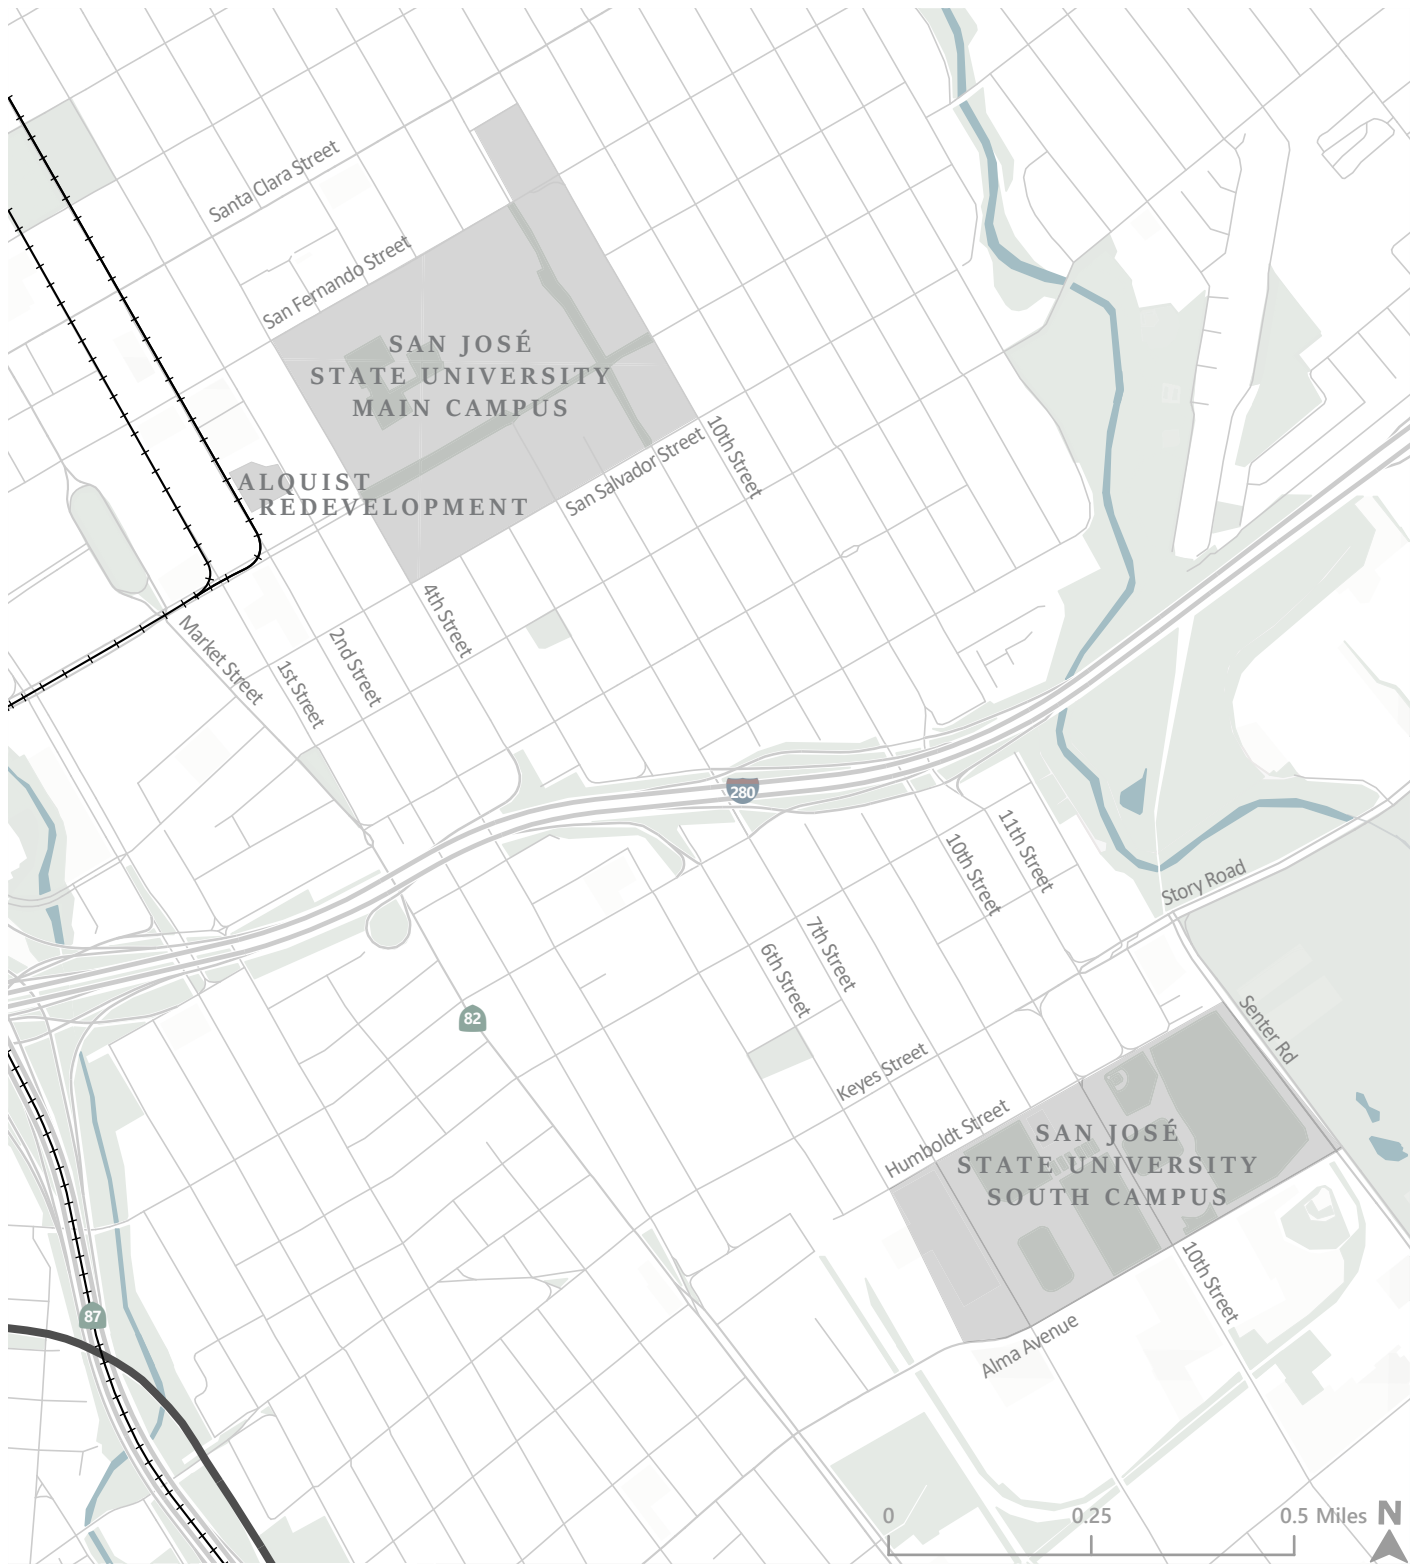 Santa Clara Street
San Fernando Street
SAN JOSÉ
STATE UNIVERSITY
MAIN CAMPUS
10th Street
San Salvador Street
ALQUIST
REDEVELOPMENT
4th Street
Market Street
2nd Street
1st Street
280
11th Street
10th Street
Story Road
7th Street
6th Street
82
Senter Rd
Keyes Street
Humboldt Street
SAN JOSÉ
STATE UNIVERSITY
SOUTH CAMPUS
10th Street
87
Alma Avenue
0 0.25 0.5 Miles N